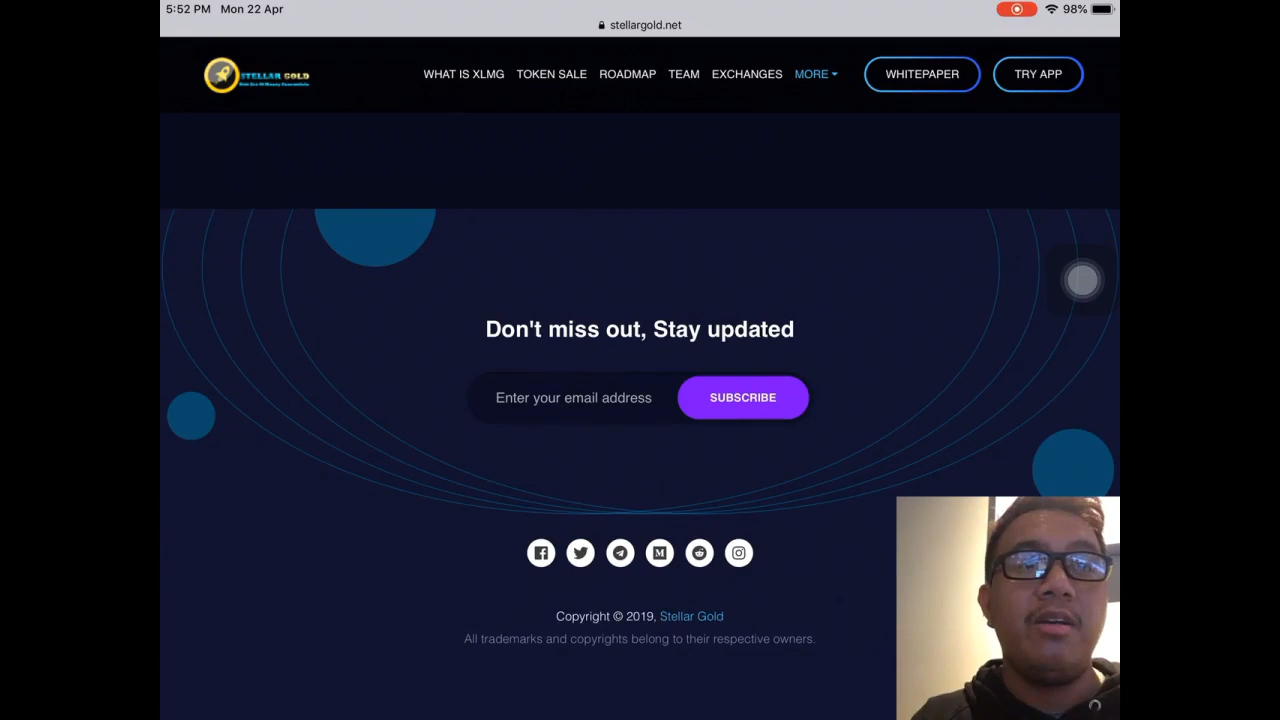 5:52 PM Mon 22 Apr
98%
stellargold.net
STELLAR GOLD
WHAT IS XLMG TOKEN SALE ROADMAP TEAM EXCHANGES MORE WHITEPAPER TRY APP
Don't miss out, Stay updated
Enter your email address SUBSCRIBE
Copyright © 2019, Stellar Gold
All trademarks and copyrights belong to their respective owners.